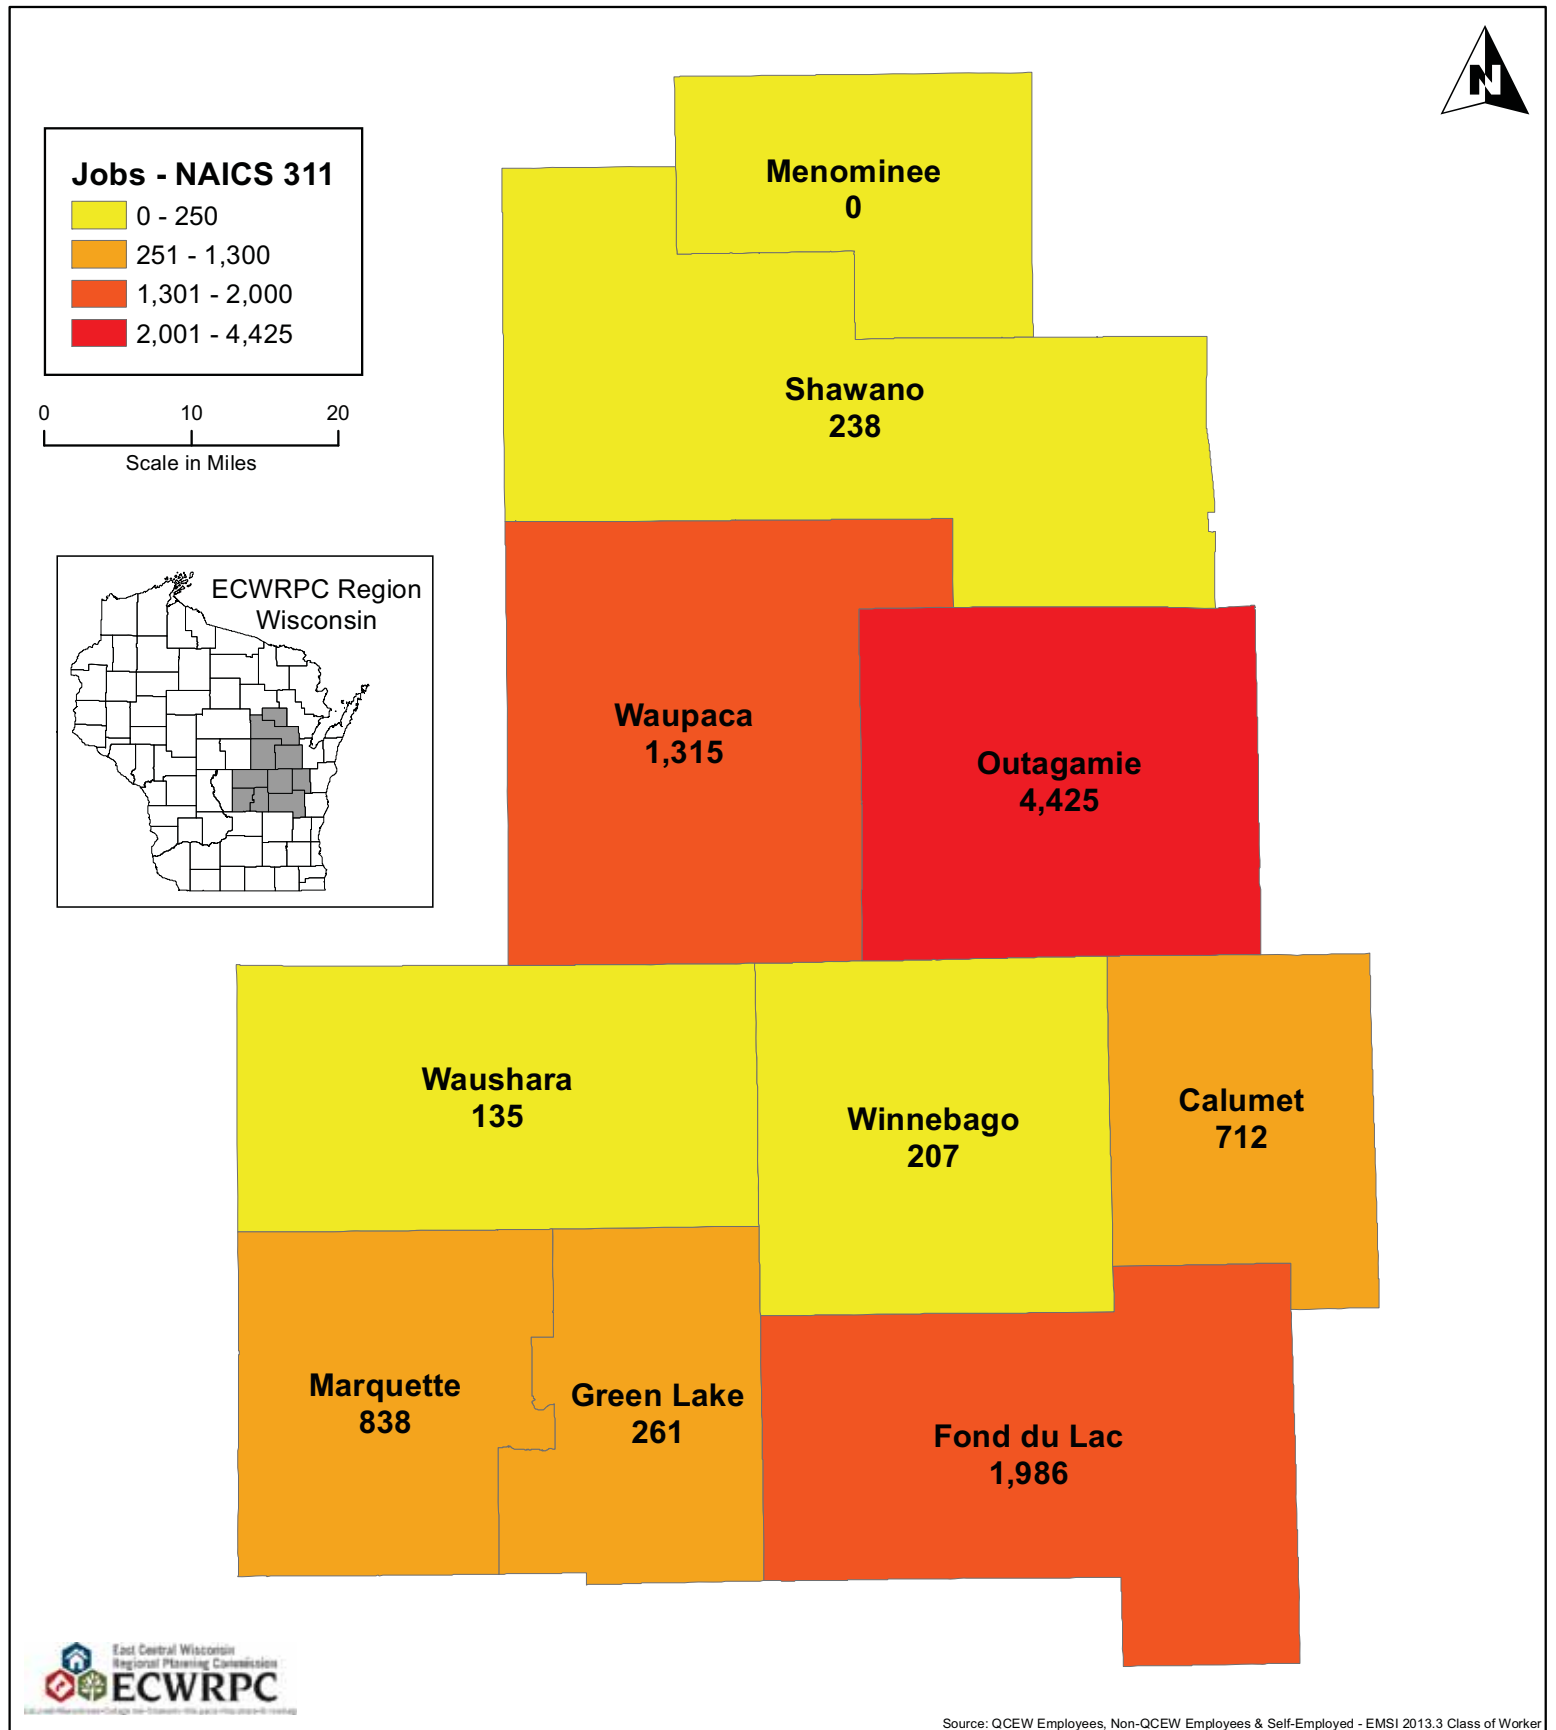 N
Jobs - NAICS 311
0 - 250
251 - 1,300
1,301 - 2,000
2,001 - 4,425
0 10 20
Scale in Miles
ECWRPC Region
Wisconsin
Menominee
0
Shawano
238
Waupaca
1,315
Outagamie
4,425
Waushara
135
Winnebago
207
Calumet
712
Marquette
838
Green Lake
261
Fond du Lac
1,986
East Central Wisconsin
Regional Planning Commission
ECWRPC
Source: QCEW Employees, Non-QCEW Employees & Self-Employed - EMSI 2013.3 Class of Worker